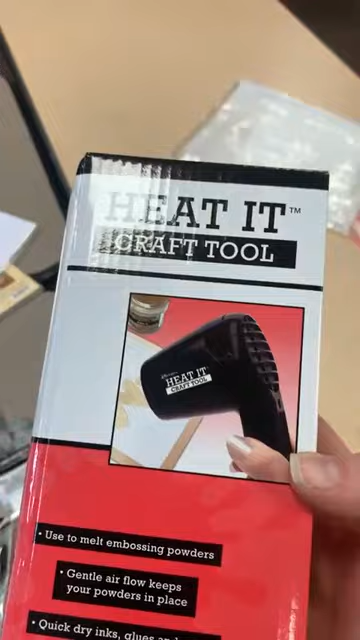 HEAT IT™
CRAFT TOOL
HEAT IT
CRAFT TOOL
• Use to melt embossing powders
• Gentle air flow keeps
your powders in place
• Quick dry inks, glues